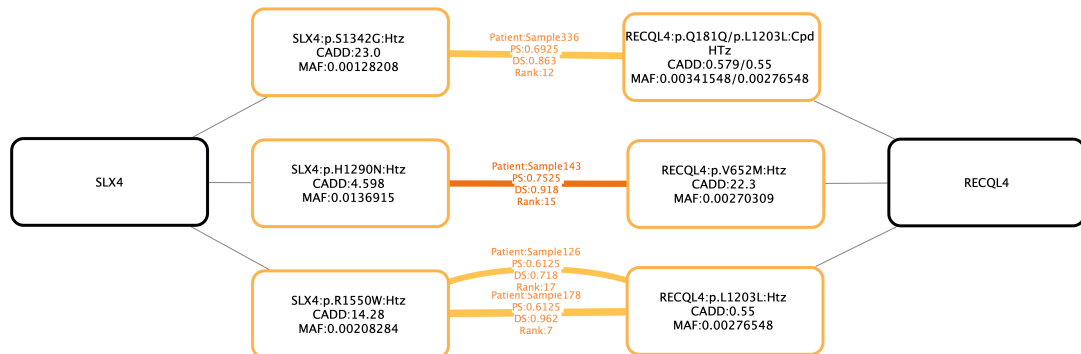 SLX4:p.S1342G:Htz
CADD:23.0
MAF:0.00128208
Patient:Sample336
PS:0.6925
DS:0.863
Rank:12
RECQL4:p.Q181Q/p.L1203L:Cpd
HTz
CADD:0.579/0.55
MAF:0.00341548/0.00276548
SLX4
SLX4:p.H1290N:Htz
CADD:4.598
MAF:0.0136915
Patient:Sample143
PS:0.7525
DS:0.918
Rank:15
RECQL4:p.V652M:Htz
CADD:22.3
MAF:0.00270309
RECQL4
SLX4:p.R1550W:Htz
CADD:14.28
MAF:0.00208284
Patient:Sample126
PS:0.6125
DS:0.718
Rank:17
Patient:Sample178
PS:0.6125
DS:0.962
Rank:7
RECQL4:p.L1203L:Htz
CADD:0.55
MAF:0.00276548